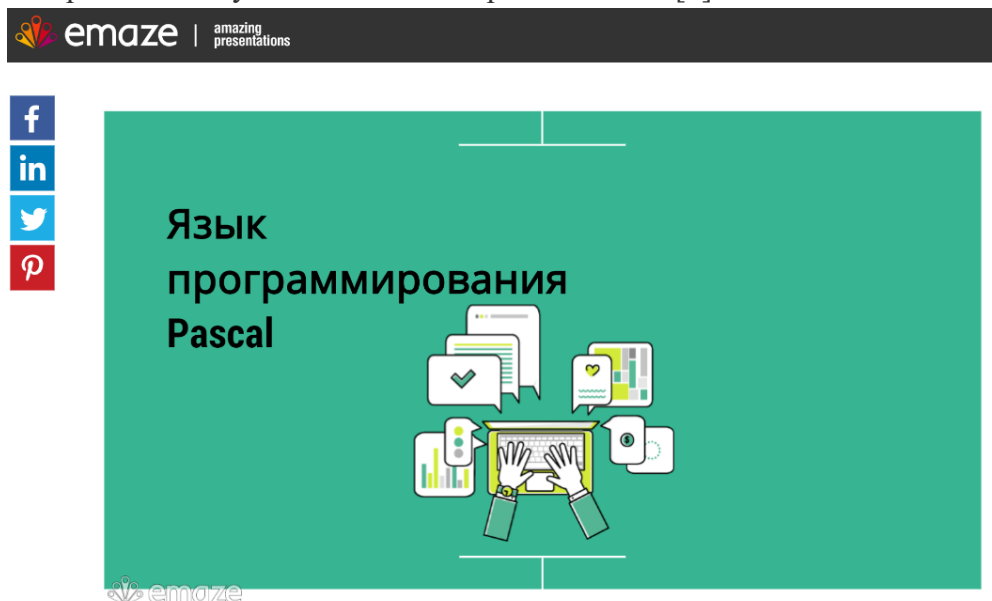 emaze | amazing
presentations
Язык
программирования
Pascal
emaze